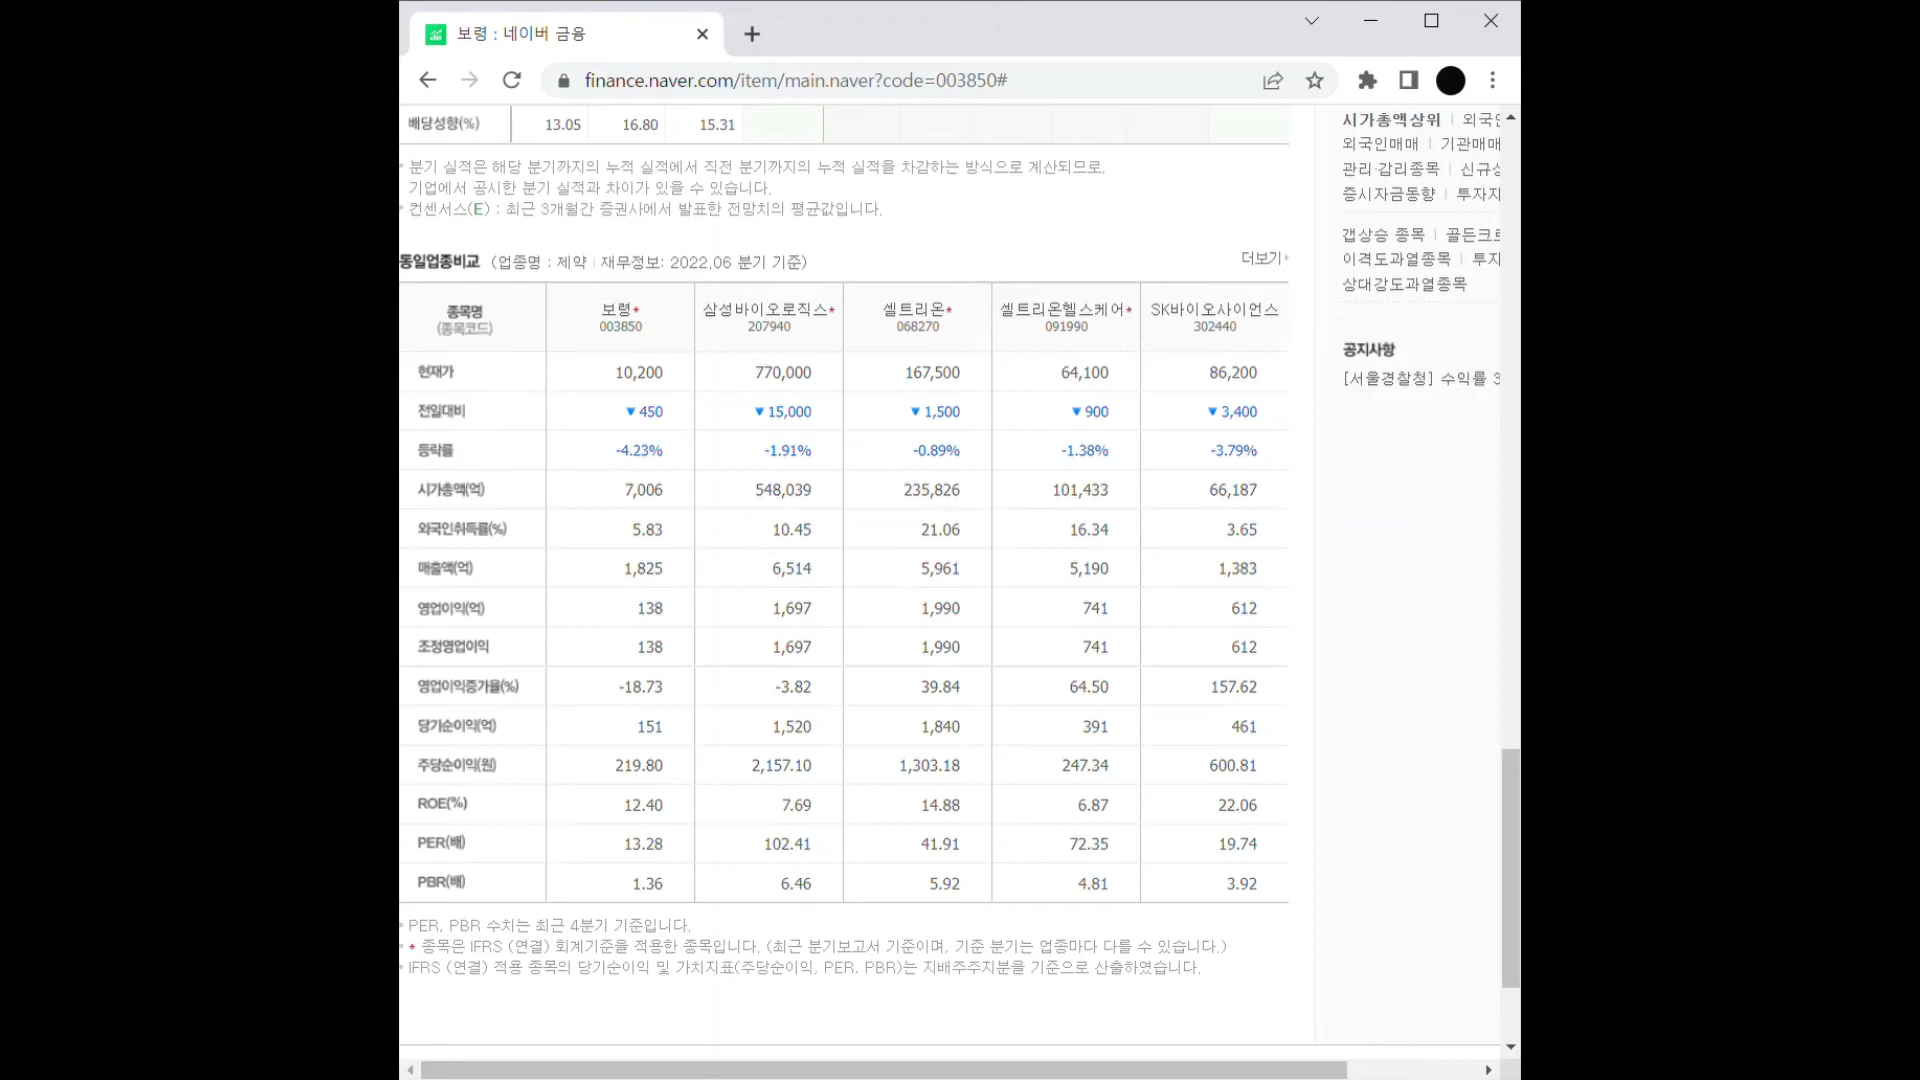 보령 : 네이버 금융
finance.naver.com/item/main.naver?code=003850#
배당성향(%) 13.05 16.80 15.31
분기 실적은 해당 분기까지의 누적 실적에서 직전 분기까지의 누적 실적을 차감하는 방식으로 계산되므로,
기업에서 공시한 분기 실적과 차이가 있을 수 있습니다.
컨센서스(E) : 최근 3개월간 증권사에서 발표한 전망치의 평균값입니다.
동일업종비교 (업종명 : 제약 | 재무정보: 2022.06 분기 기준) 더보기
종목명 보령* 삼성바이오로직스* 셀트리온* 셀트리온헬스케어* SK바이오사이언스
(종목코드) 003850 207940 068270 091990 302440
현재가 10,200 770,000 167,500 64,100 86,200
전일대비 ▼450 ▼15,000 ▼1,500 ▼900 ▼3,400
등락률 -4.23% -1.91% -0.89% -1.38% -3.79%
시가총액(억) 7,006 548,039 235,826 101,433 66,187
외국인취득률(%) 5.83 10.45 21.06 16.34 3.65
매출액(억) 1,825 6,514 5,961 5,190 1,383
영업이익(억) 138 1,697 1,990 741 612
조정영업이익 138 1,697 1,990 741 612
영업이익증가율(%) -18.73 -3.82 39.84 64.50 157.62
당기순이익(억) 151 1,520 1,840 391 461
주당순이익(원) 219.80 2,157.10 1,303.18 247.34 600.81
ROE(%) 12.40 7.69 14.88 6.87 22.06
PER(배) 13.28 102.41 41.91 72.35 19.74
PBR(배) 1.36 6.46 5.92 4.81 3.92
PER, PBR 수치는 최근 4분기 기준입니다.
* 종목은 IFRS (연결) 회계기준을 적용한 종목입니다. (최근 분기보고서 기준이며, 기준 분기는 업종마다 다를 수 있습니다.)
IFRS (연결) 적용 종목의 당기순이익 및 가치지표(주당순이익, PER, PBR)는 지배주주지분을 기준으로 산출하였습니다.
시가총액상위 | 외국
외국인매매 | 기관매매
관리·감리종목 | 신규
증시자금동향 | 투자
갭상승 종목 | 골든크
이격도과열종목 | 투자
상대강도과열종목
공지사항
[서울경찰청] 수익률 3